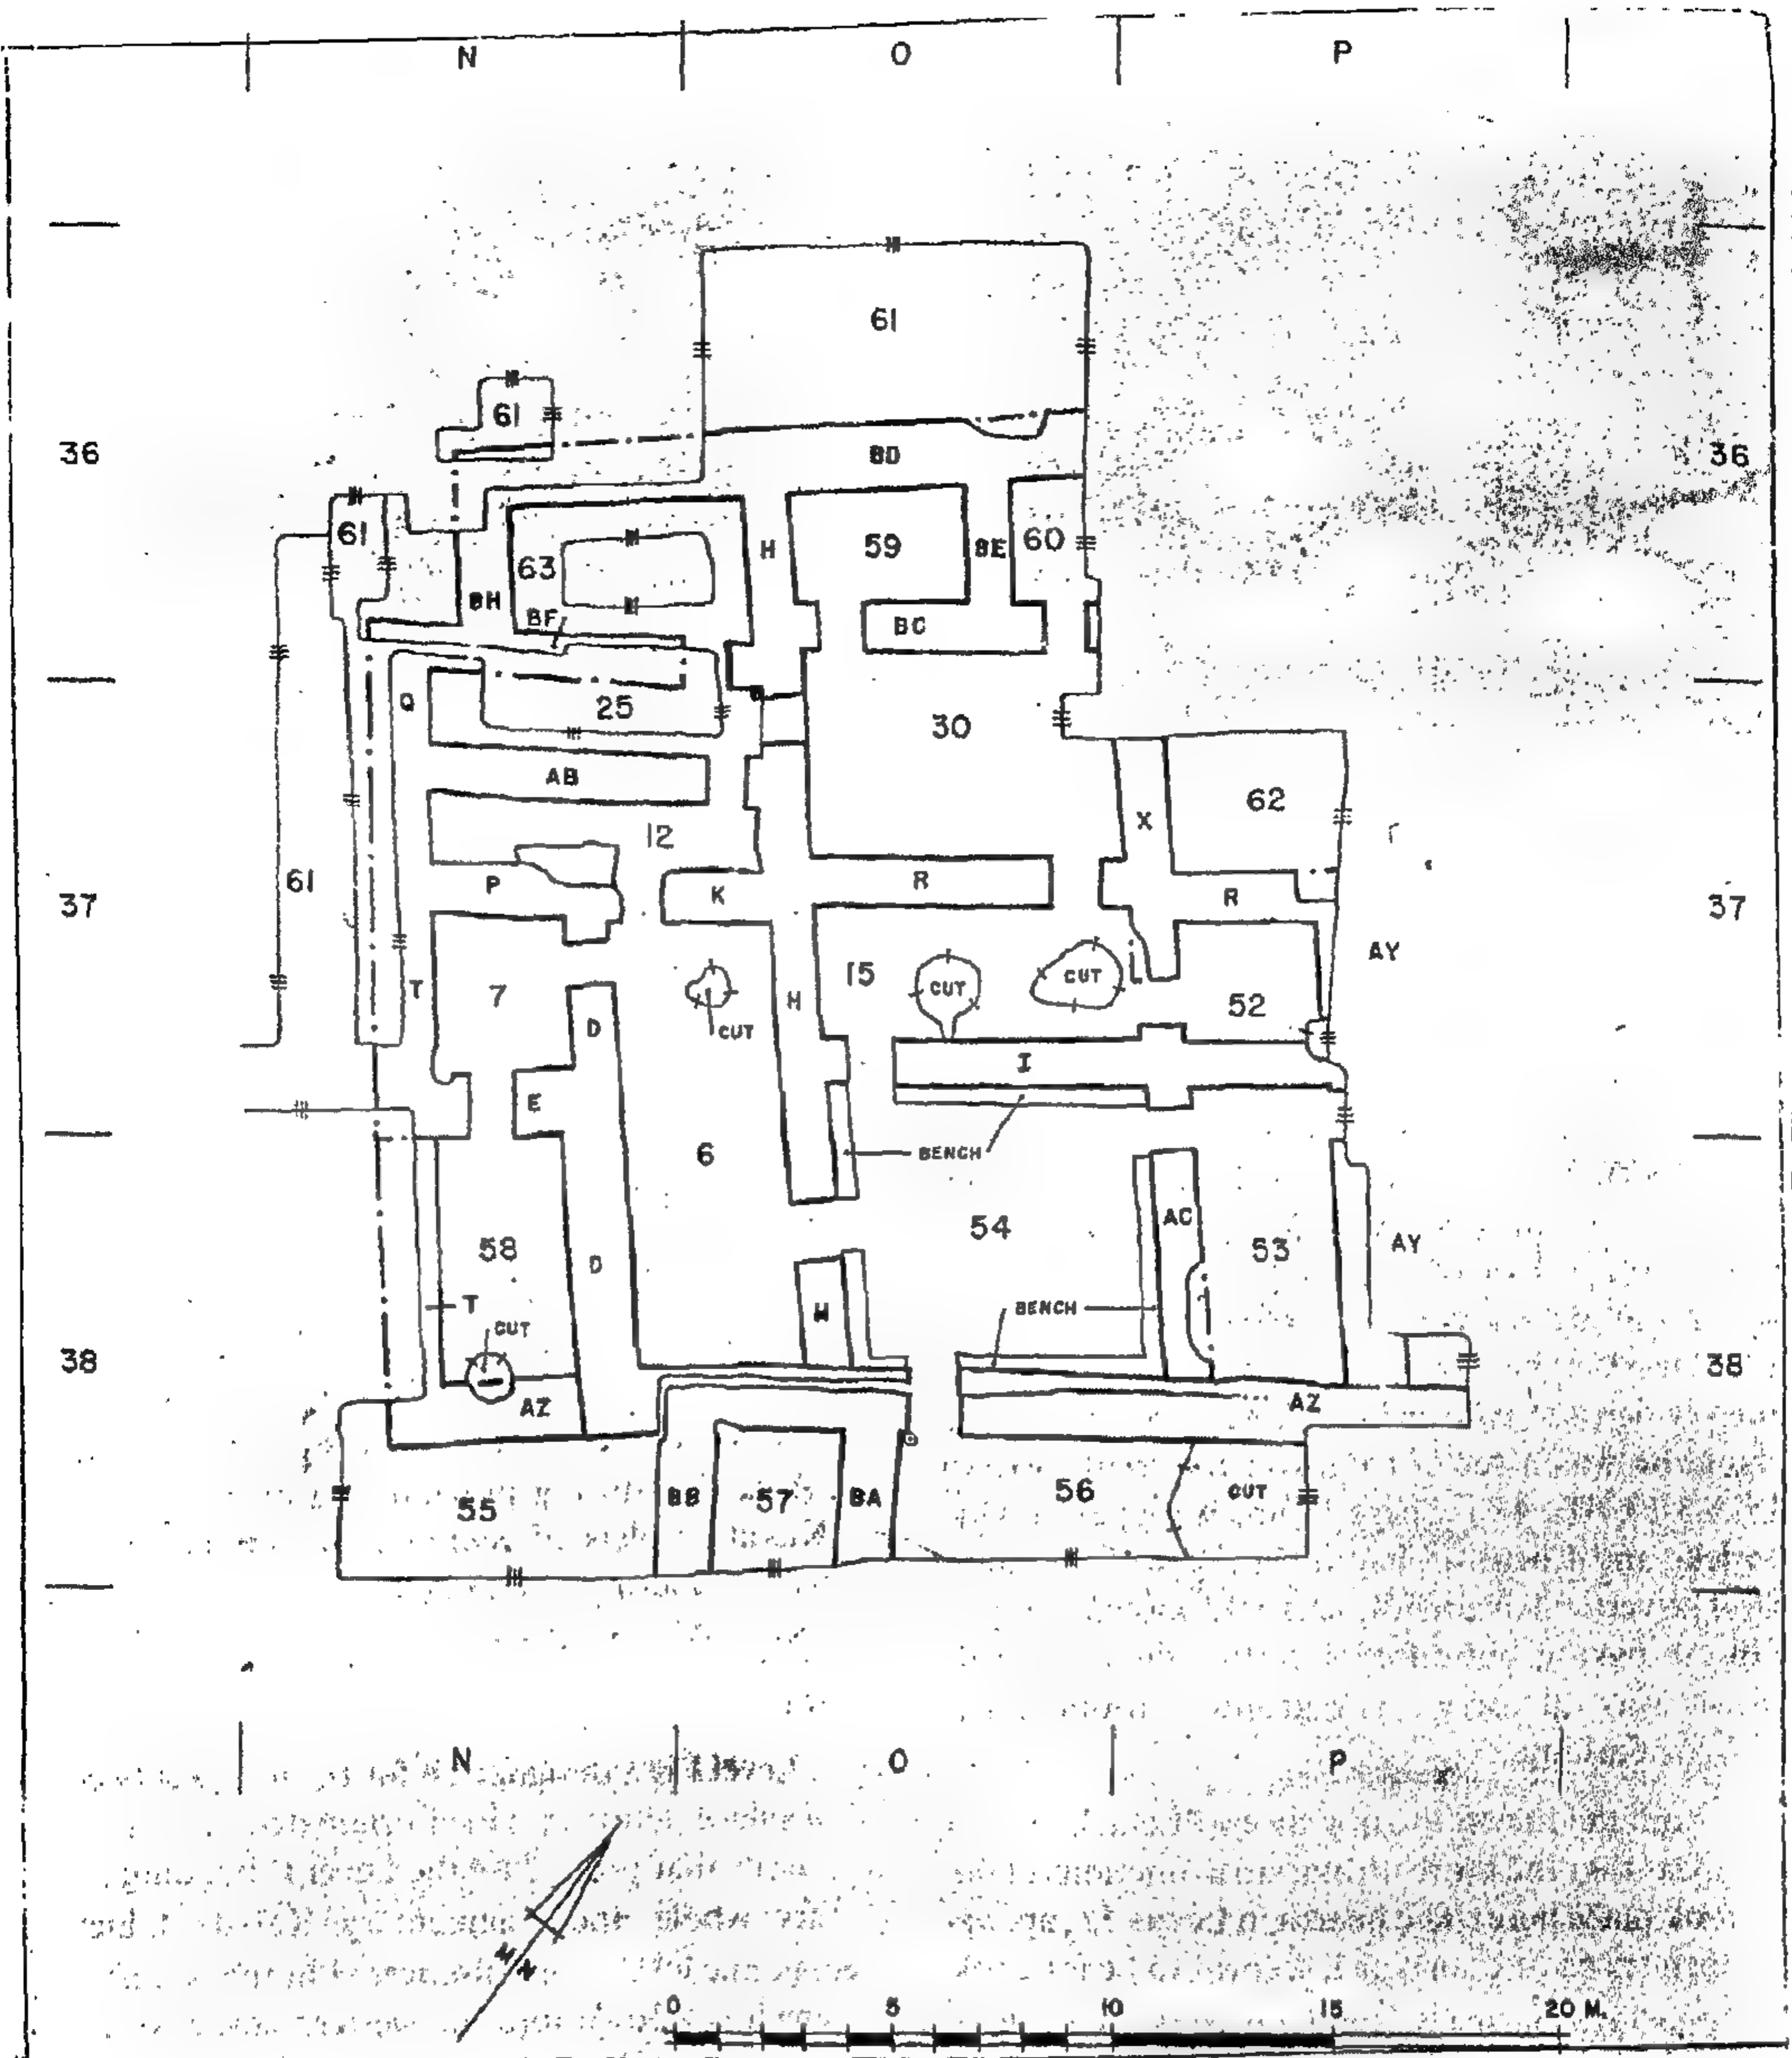 N O P
61
61
36 BD 36
61 63 H 59 BE 60
BH BF BC
Q 25 30
AB 62
12 X
61 P K R R
37 37
AY
T 7 D CUT H 15 CUT CUT 52
E I
6 BENCH
54 AC
58 D 53 AY
T H BENCH
CUT
38 38
AZ AZ
55 BB 57 BA 56 CUT
N O P
M N
0 5 10 15 20 M.